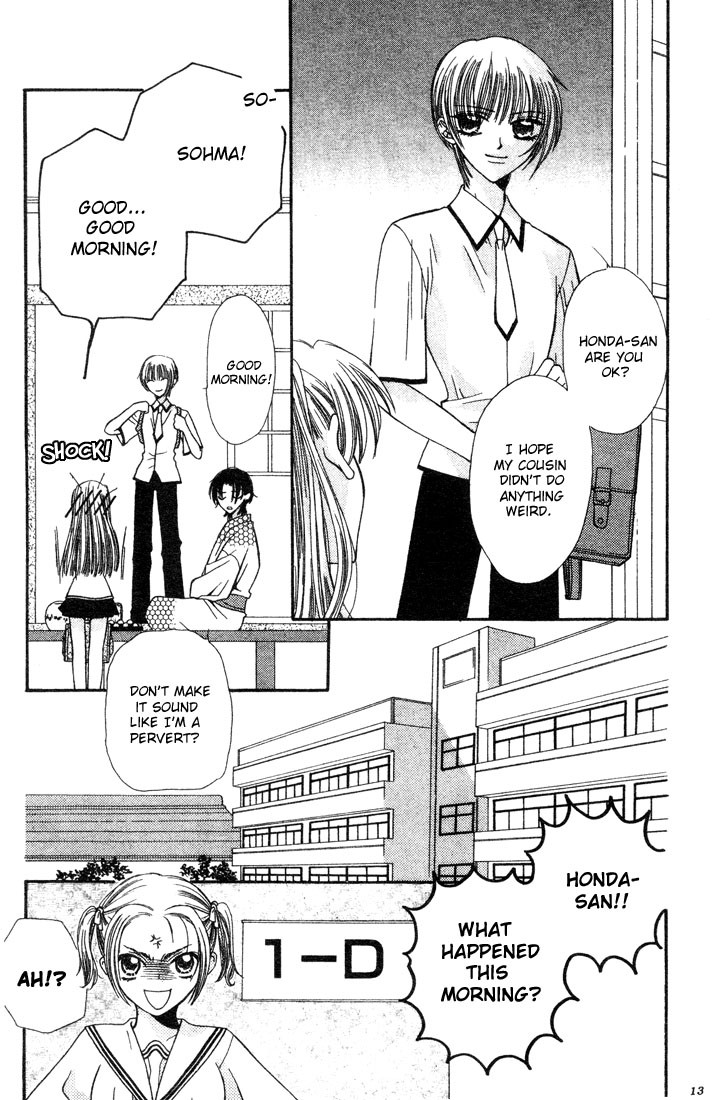 HONDA-SAN
ARE YOU
OK?
I HOPE
MY COUSIN
DIDN'T DO
ANYTHING
WEIRD.
SO-
SOHMA!
GOOD...
GOOD
MORNING!
GOOD
MORNING!
SHOCK!
DON'T MAKE
IT SOUND
LIKE I'M A
PERVERT?
HONDA-
SAN!!
WHAT
HAPPENED
THIS
MORNING?
1-D
AH!?
13